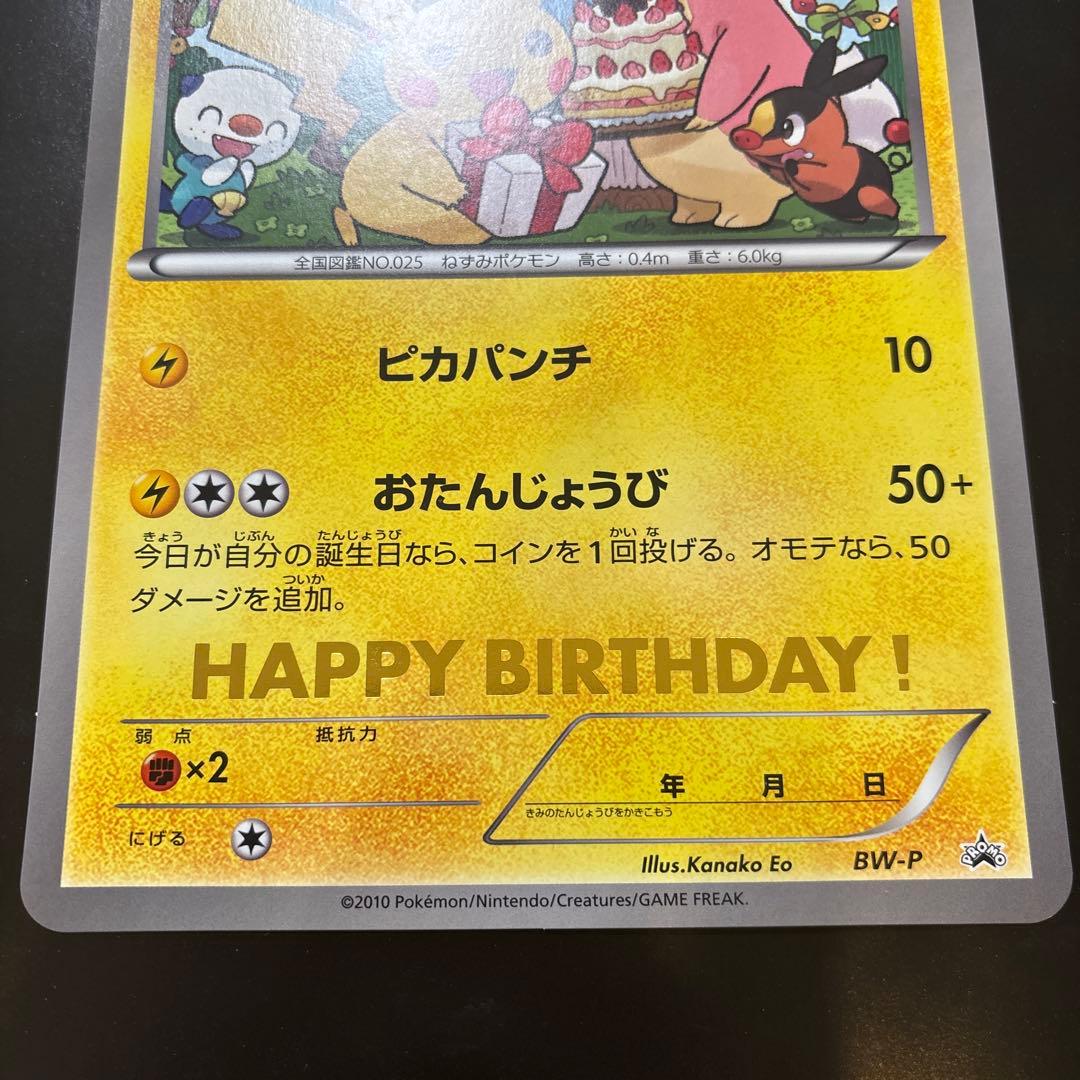 全国図鑑NO.025 ねずみポケモン 高さ:0.4m 重さ:6.0kg
ピカパンチ 10
おたんじょうび 50+
きょう じぶん たんじょうび かい な
今日が自分の誕生日なら、コインを1回投げる。オモテなら、50
ついか
ダメージを追加。
HAPPY BIRTHDAY!
弱点 抵抗力
×2
年 月 日
きみのたんじょうびをかきこもう
にげる
Illus.Kanako Eo BW-P PROMO
©2010 Pokémon/Nintendo/Creatures/GAME FREAK.